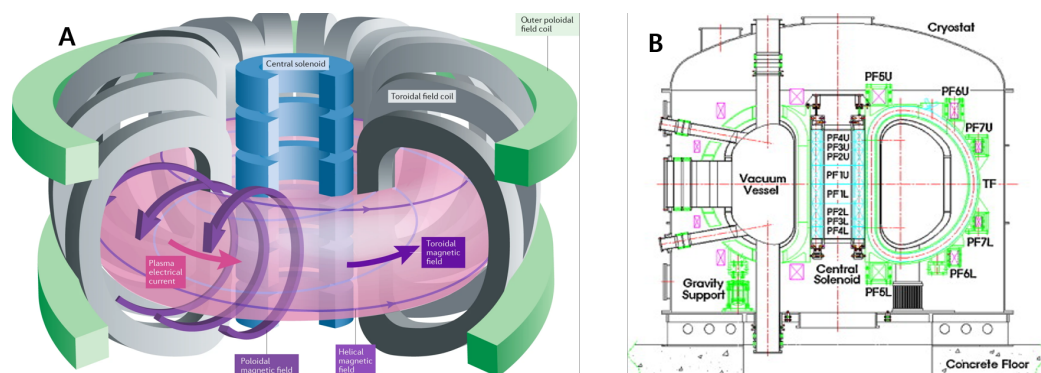 A
Outer poloidal
field coil
Central solenoid
Toroidal field coil
Plasma
electrical
current
Toroidal
magnetic
field
Poloidal
magnetic field
Helical
magnetic
field
B
Cryostat
PF5U
PF6U
PF7U
PF4U
PF3U
PF2U
PF1U
PF1L
PF2L
PF3L
PF4L
Vacuum
Vessel
TF
PF7L
PF6L
Central
Solenoid
PF5L
Gravity
Support
Concrete Floor